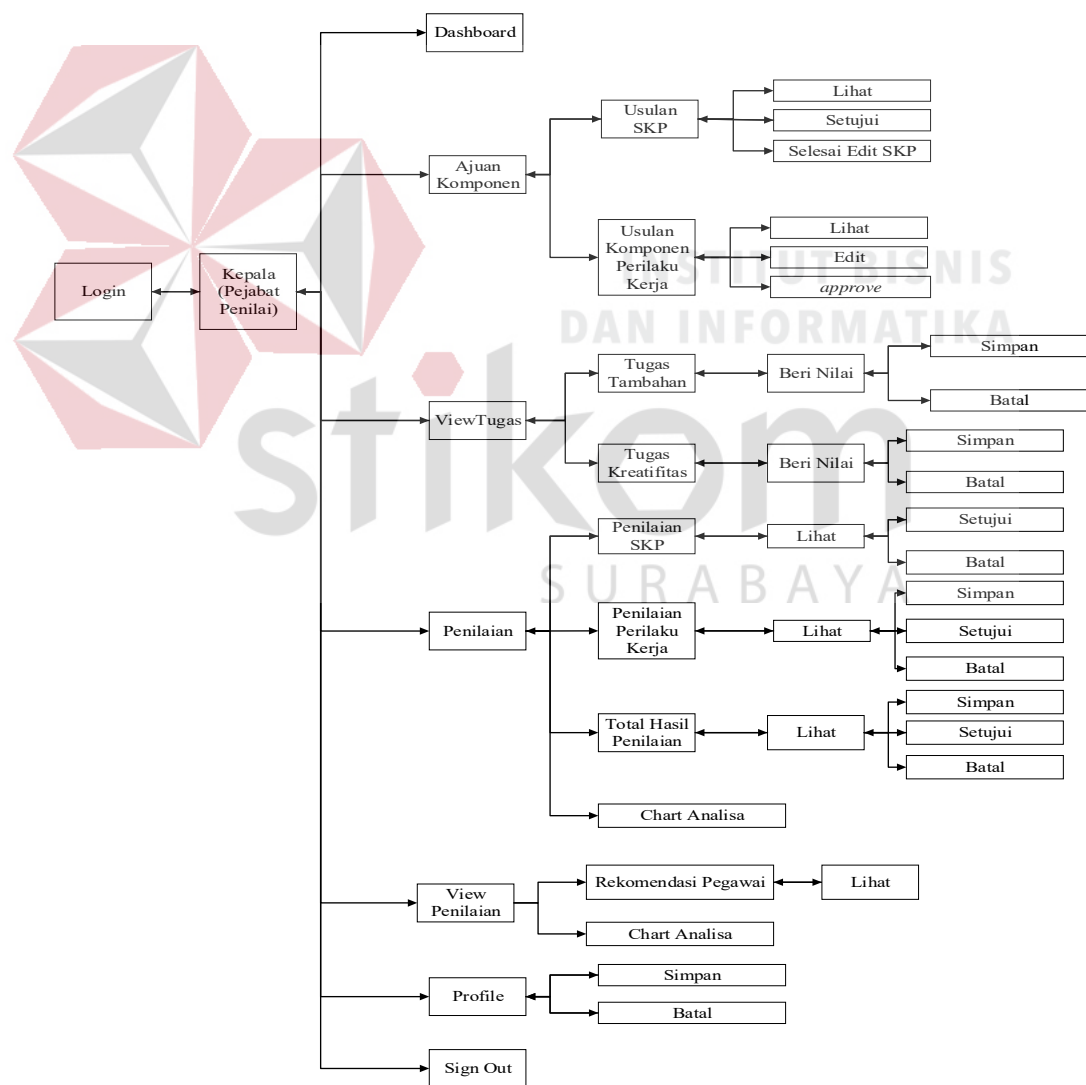 Dashboard
Usulan
SKP
Lihat
Setujui
Selesai Edit SKP
Ajuan
Komponen
Usulan
Komponen
Perilaku
Kerja
Lihat
Edit
approve
INSTITUT BISNIS
DAN INFORMATIKA
stikom
SURABAYA
Login
Kepala
(Pejabat
Penilai)
ViewTugas
Tugas
Tambahan
Beri Nilai
Simpan
Batal
Tugas
Kreatifitas
Beri Nilai
Simpan
Batal
Penilaian
Penilaian
SKP
Lihat
Setujui
Batal
Penilaian
Perilaku
Kerja
Lihat
Simpan
Setujui
Batal
Total Hasil
Penilaian
Lihat
Simpan
Setujui
Batal
Chart Analisa
View
Penilaian
Rekomendasi Pegawai
Lihat
Chart Analisa
Profile
Simpan
Batal
Sign Out